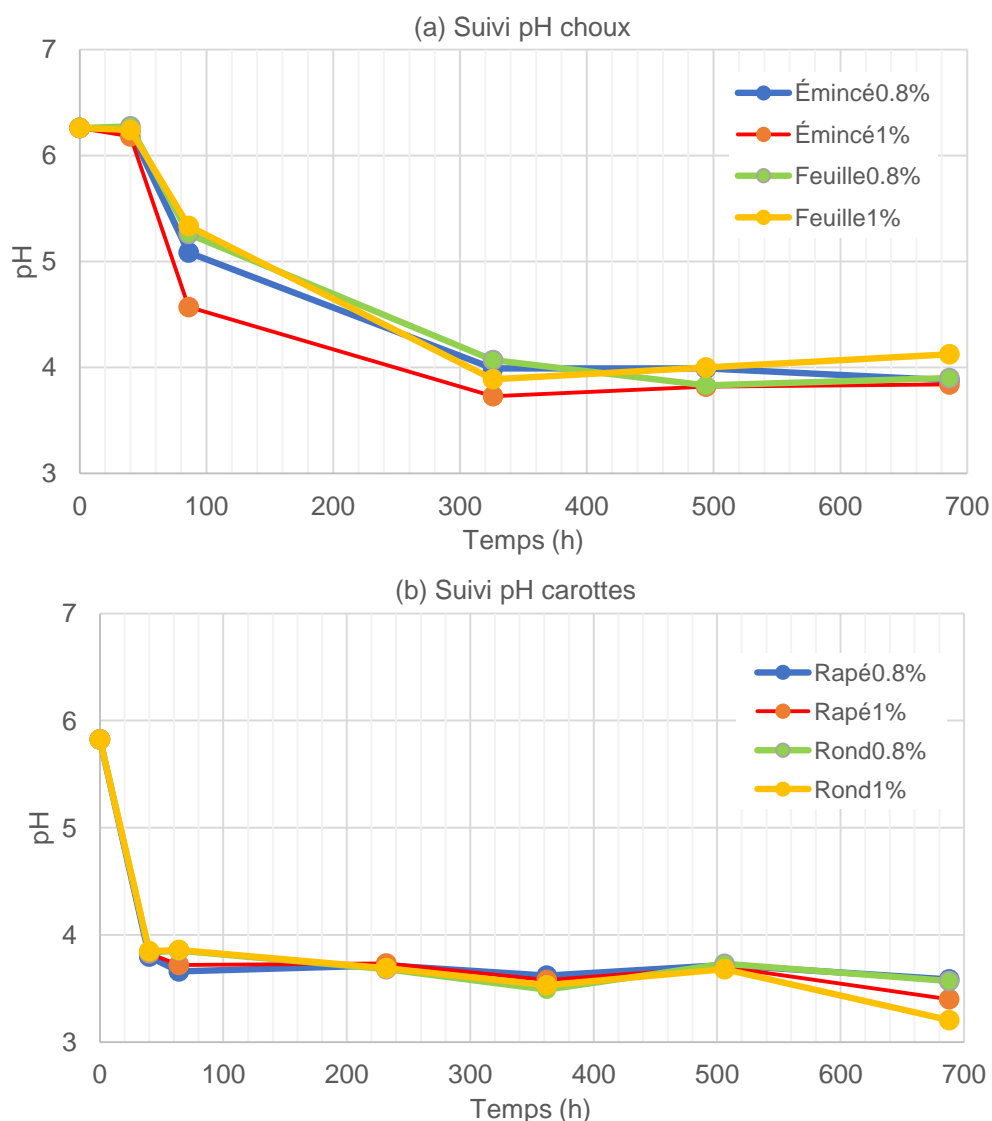 (a) Suivi pH choux
7
6
5
4
3
pH
Émincé0.8%
Émincé1%
Feuille0.8%
Feuille1%
0 100 200 300 400 500 600 700
Temps (h)
(b) Suivi pH carottes
7
6
5
4
3
pH
Rapé0.8%
Rapé1%
Rond0.8%
Rond1%
0 100 200 300 400 500 600 700
Temps (h)